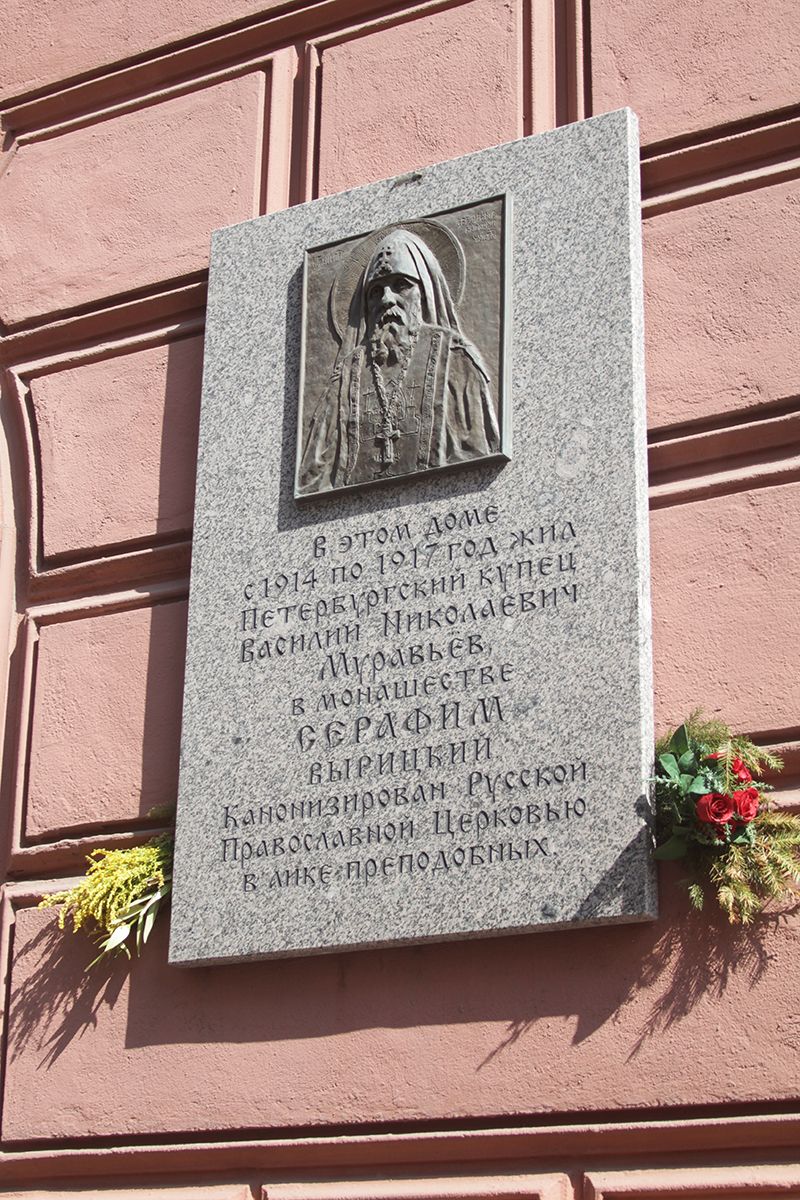 В этом доме
с 1914 по 1917 год жил
Петербургский купец
Василий Николаевич
Муравьев,
в монашестве
СЕРАФИМ
ВЫРИЦКИЙ
Канонизирован Русской
Православной Церковью
в лике преподобных.